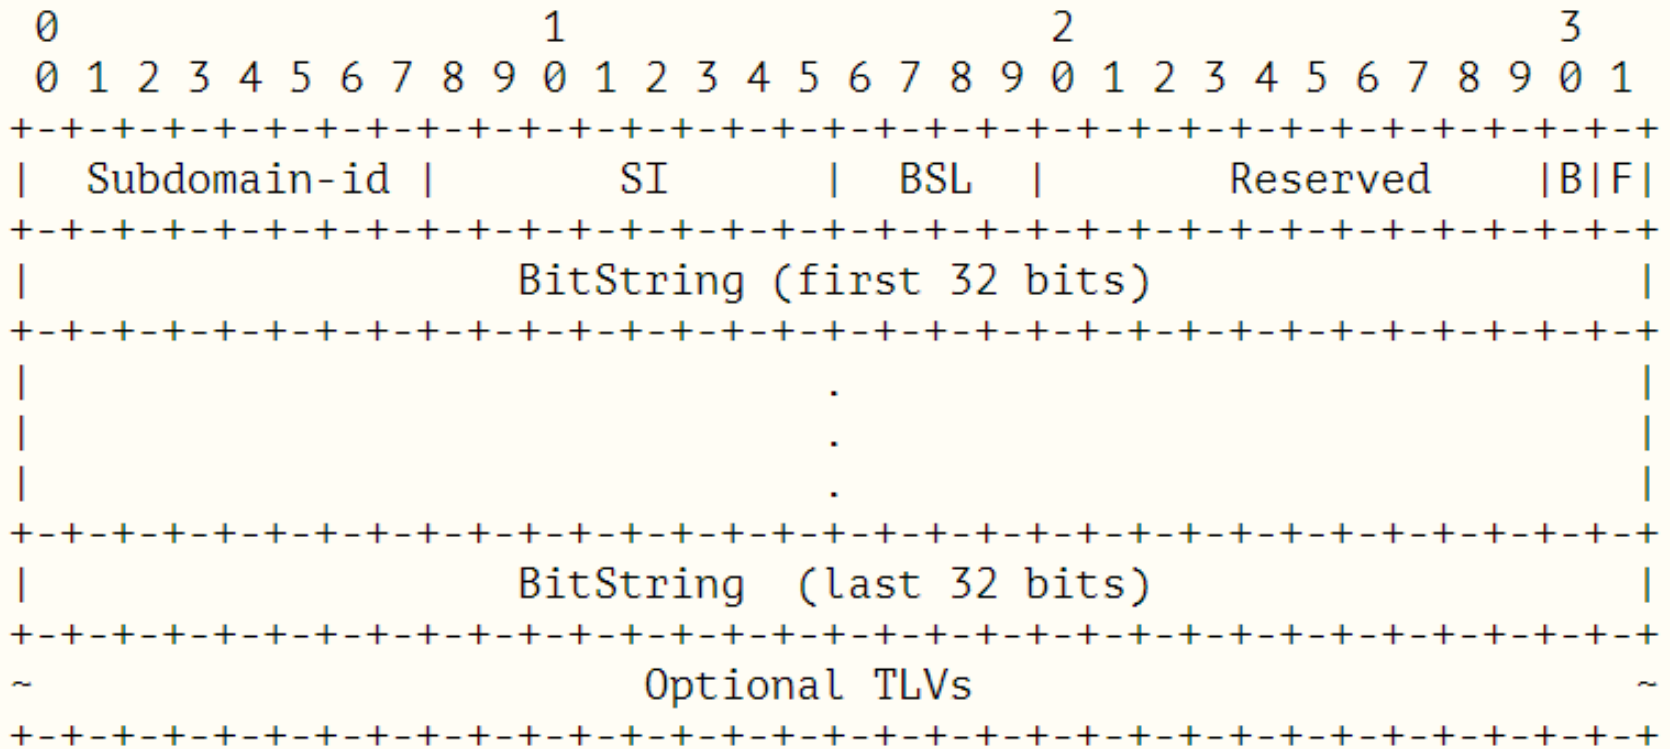 0                   1                   2                   3
 0 1 2 3 4 5 6 7 8 9 0 1 2 3 4 5 6 7 8 9 0 1 2 3 4 5 6 7 8 9 0 1
+-+-+-+-+-+-+-+-+-+-+-+-+-+-+-+-+-+-+-+-+-+-+-+-+-+-+-+-+-+-+-+-+
|  Subdomain-id |       SI      |  BSL  |       Reserved    |B|F|
+-+-+-+-+-+-+-+-+-+-+-+-+-+-+-+-+-+-+-+-+-+-+-+-+-+-+-+-+-+-+-+-+
|                   BitString (first 32 bits)                   |
+-+-+-+-+-+-+-+-+-+-+-+-+-+-+-+-+-+-+-+-+-+-+-+-+-+-+-+-+-+-+-+-+
|                               .                               |
|                               .                               |
|                               .                               |
+-+-+-+-+-+-+-+-+-+-+-+-+-+-+-+-+-+-+-+-+-+-+-+-+-+-+-+-+-+-+-+-+
|                   BitString  (last 32 bits)                   |
+-+-+-+-+-+-+-+-+-+-+-+-+-+-+-+-+-+-+-+-+-+-+-+-+-+-+-+-+-+-+-+-+
~                        Optional TLVs                          ~
+-+-+-+-+-+-+-+-+-+-+-+-+-+-+-+-+-+-+-+-+-+-+-+-+-+-+-+-+-+-+-+-+